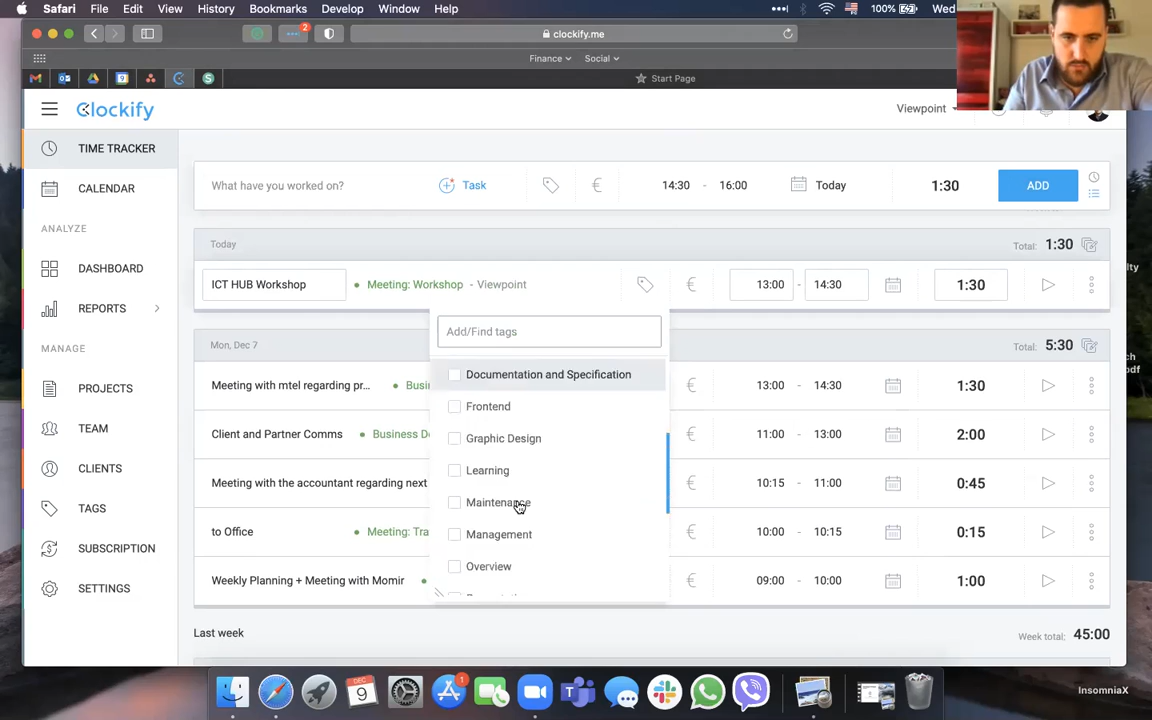 Safari File Edit View History Bookmarks Develop Window Help 100% Wed
2
clockify.me
Finance Social
9
Start Page
Clockify
Viewpoint
TIME TRACKER
CALENDAR
ANALYZE
DASHBOARD
REPORTS
MANAGE
PROJECTS
TEAM
CLIENTS
TAGS
SUBSCRIPTION
SETTINGS
What have you worked on? Task € 14:30 - 16:00 Today 1:30 ADD
Today Total: 1:30
ICT HUB Workshop Meeting: Workshop - Viewpoint € 13:00 - 14:30 1:30
Add/Find tags
Documentation and Specification
Frontend
Graphic Design
Learning
Maintenance
Management
Overview
Mon, Dec 7 Total: 5:30
Meeting with mtel regarding pr... Busi € 13:00 - 14:30 1:30
Client and Partner Comms Business De € 11:00 - 13:00 2:00
Meeting with the accountant regarding next € 10:15 - 11:00 0:45
to Office Meeting: Tra € 10:00 - 10:15 0:15
Weekly Planning + Meeting with Momir € 09:00 - 10:00 1:00
Last week Week total: 45:00
DEC
9
1
InsomniaX